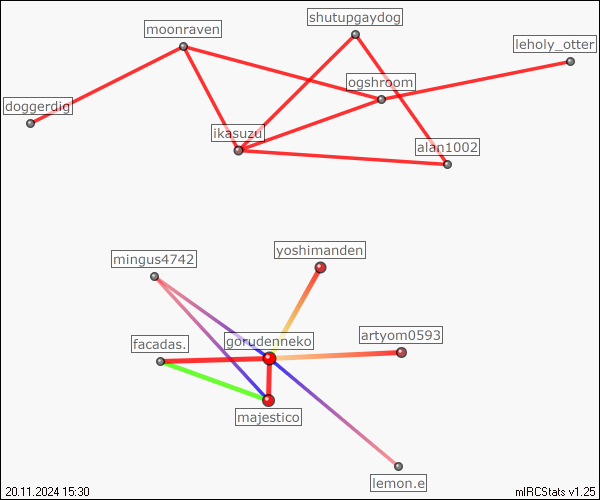 shutupgaydog
moonraven
leholy_otter
ogshroom
doggerdig
ikasuzu
alan1002
yoshimanden
mingus4742
artyom0593
gorudenneko
facadas.
majestico
lemon.e
20.11.2024 15:30
mIRCStats v1.25